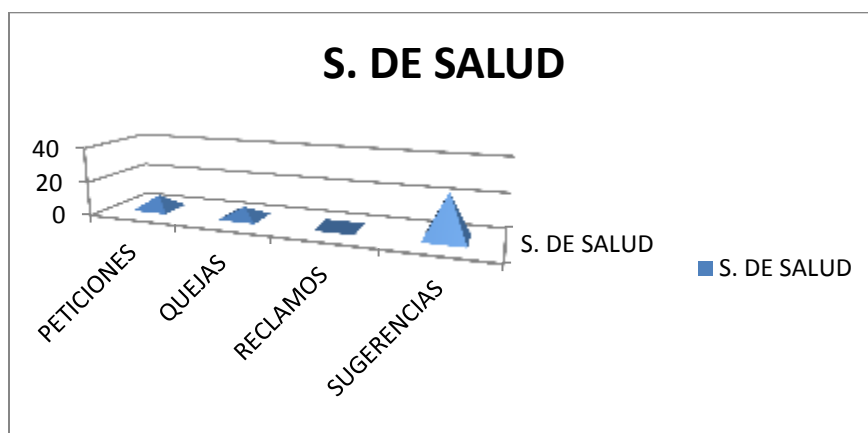 S. DE SALUD
40
20
0
PETICIONES
QUEJAS
RECLAMOS
SUGERENCIAS
S. DE SALUD
S. DE SALUD